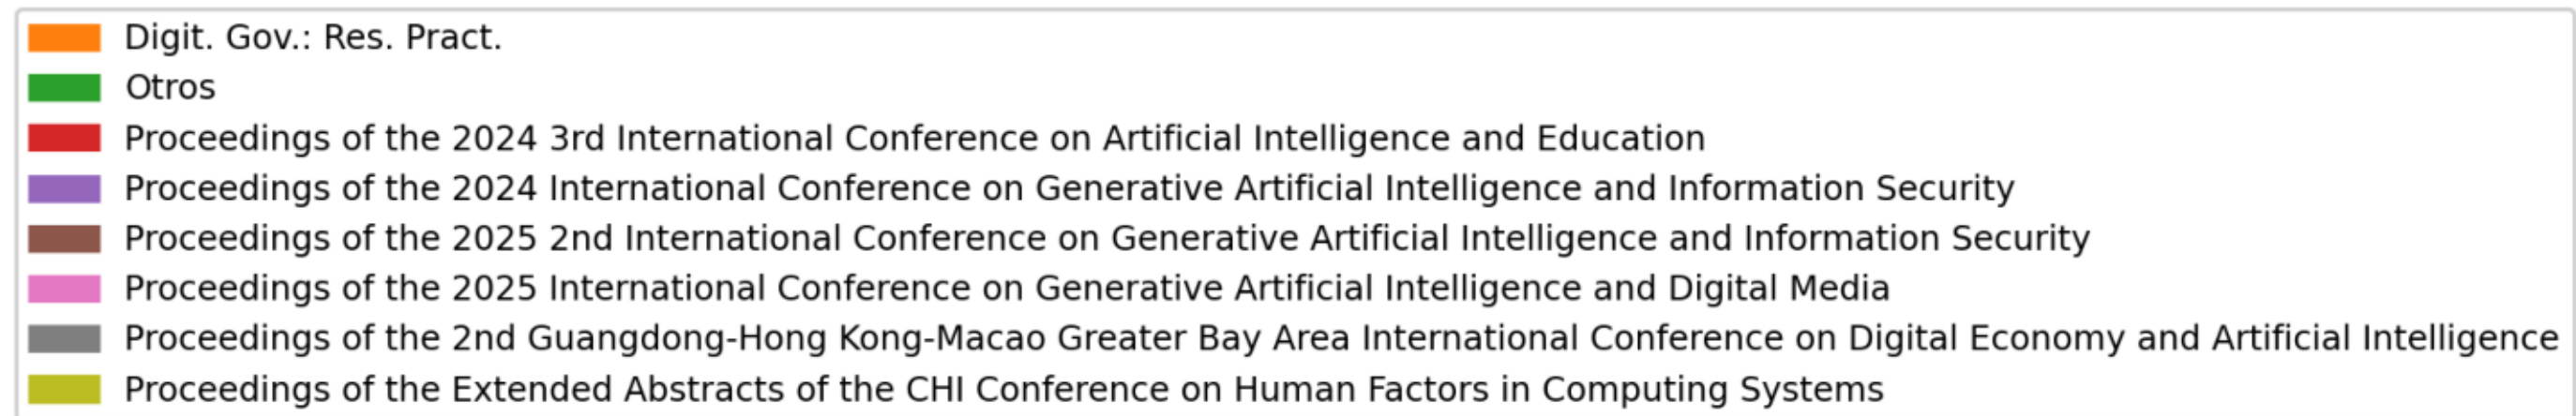 Digit. Gov.: Res. Pract.
Otros
Proceedings of the 2024 3rd International Conference on Artificial Intelligence and Education
Proceedings of the 2024 International Conference on Generative Artificial Intelligence and Information Security
Proceedings of the 2025 2nd International Conference on Generative Artificial Intelligence and Information Security
Proceedings of the 2025 International Conference on Generative Artificial Intelligence and Digital Media
Proceedings of the 2nd Guangdong-Hong Kong-Macao Greater Bay Area International Conference on Digital Economy and Artificial Intelligence
Proceedings of the Extended Abstracts of the CHI Conference on Human Factors in Computing Systems